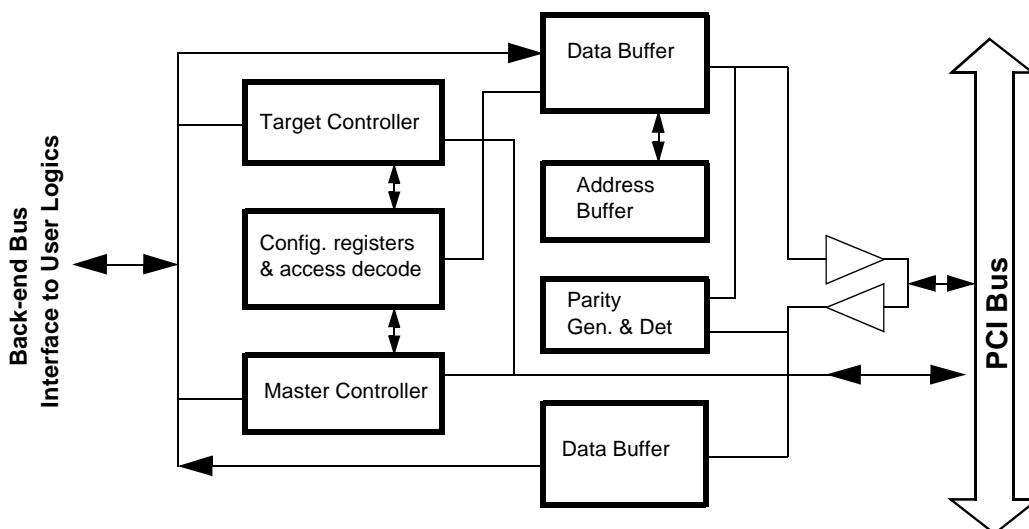 Back-end Bus
Interface to User Logics
Data Buffer
Target Controller
Address
Buffer
Config. registers
& access decode
Parity
Gen. & Det
Master Controller
Data Buffer
PCI Bus